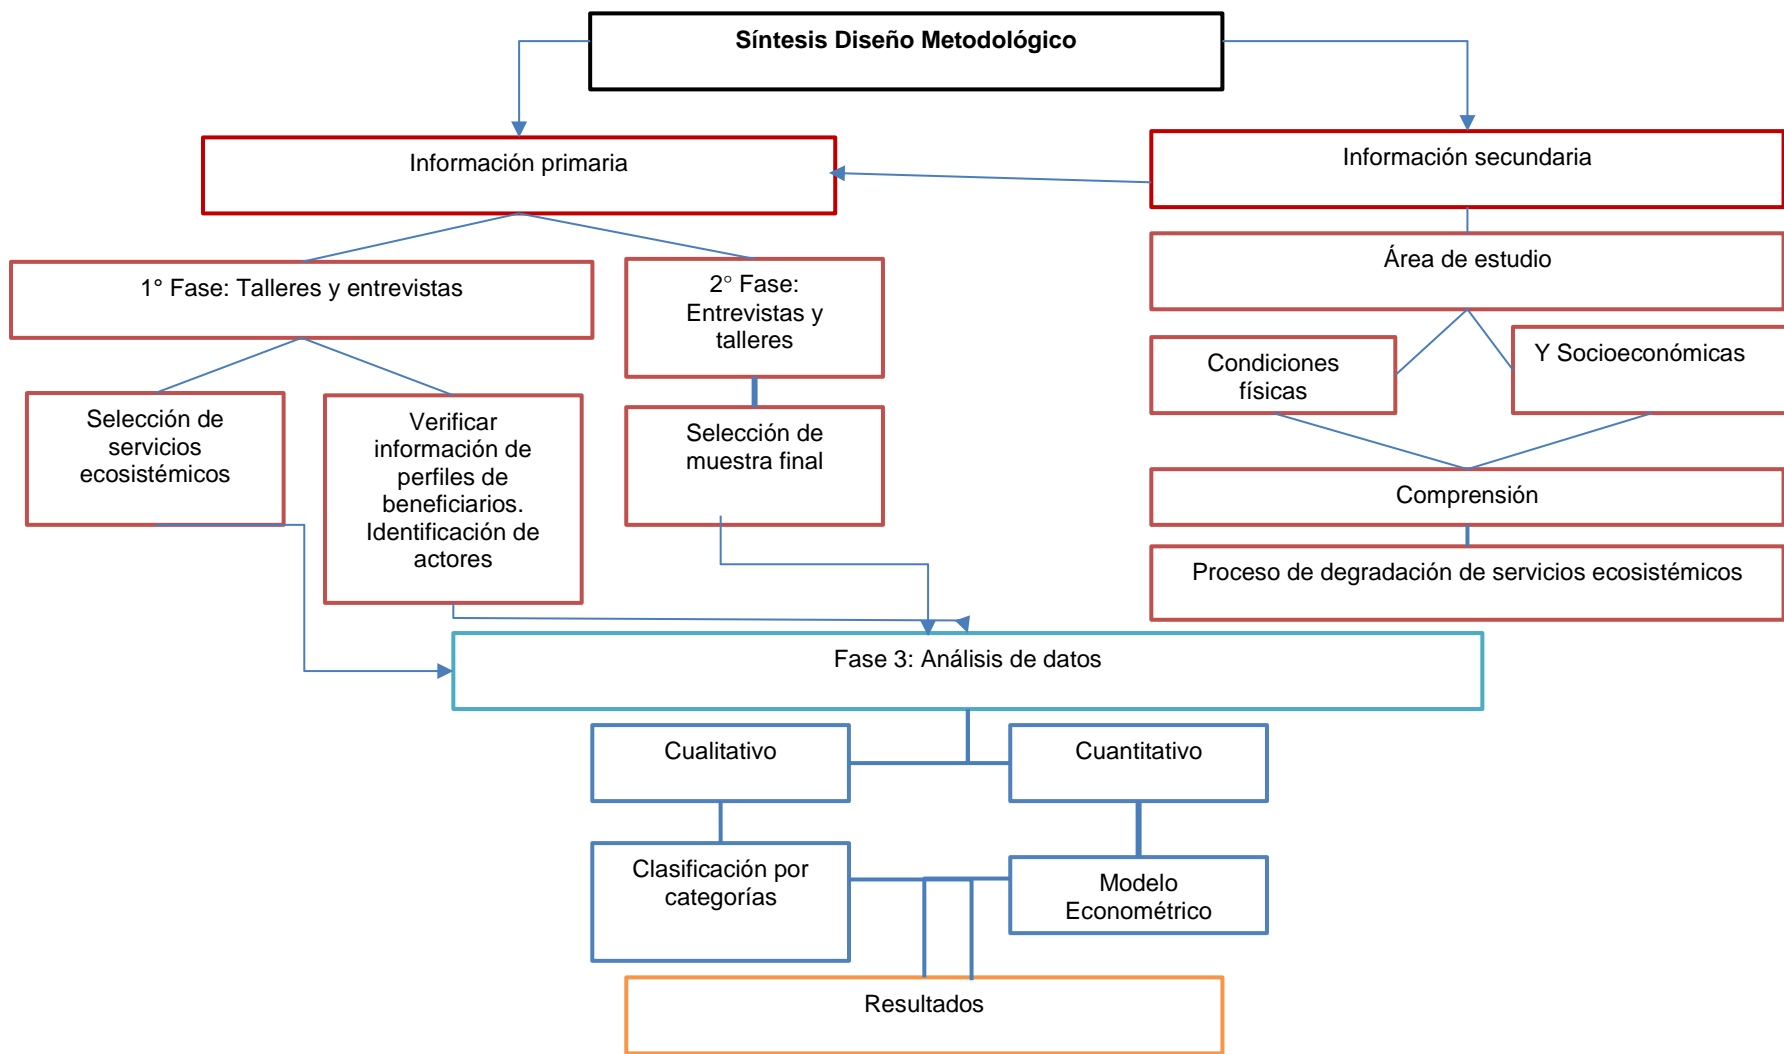 Síntesis Diseño Metodológico
Información primaria
Información secundaria
1° Fase: Talleres y entrevistas
2° Fase:
Entrevistas y
talleres
Área de estudio
Condiciones
físicas
Y Socioeconómicas
Selección de
servicios
ecosistémicos
Verificar
información de
perfiles de
beneficiarios.
Identificación de
actores
Selección de
muestra final
Comprensión
Proceso de degradación de servicios ecosistémicos
Fase 3: Análisis de datos
Cualitativo
Cuantitativo
Clasificación por
categorías
Modelo
Econométrico
Resultados